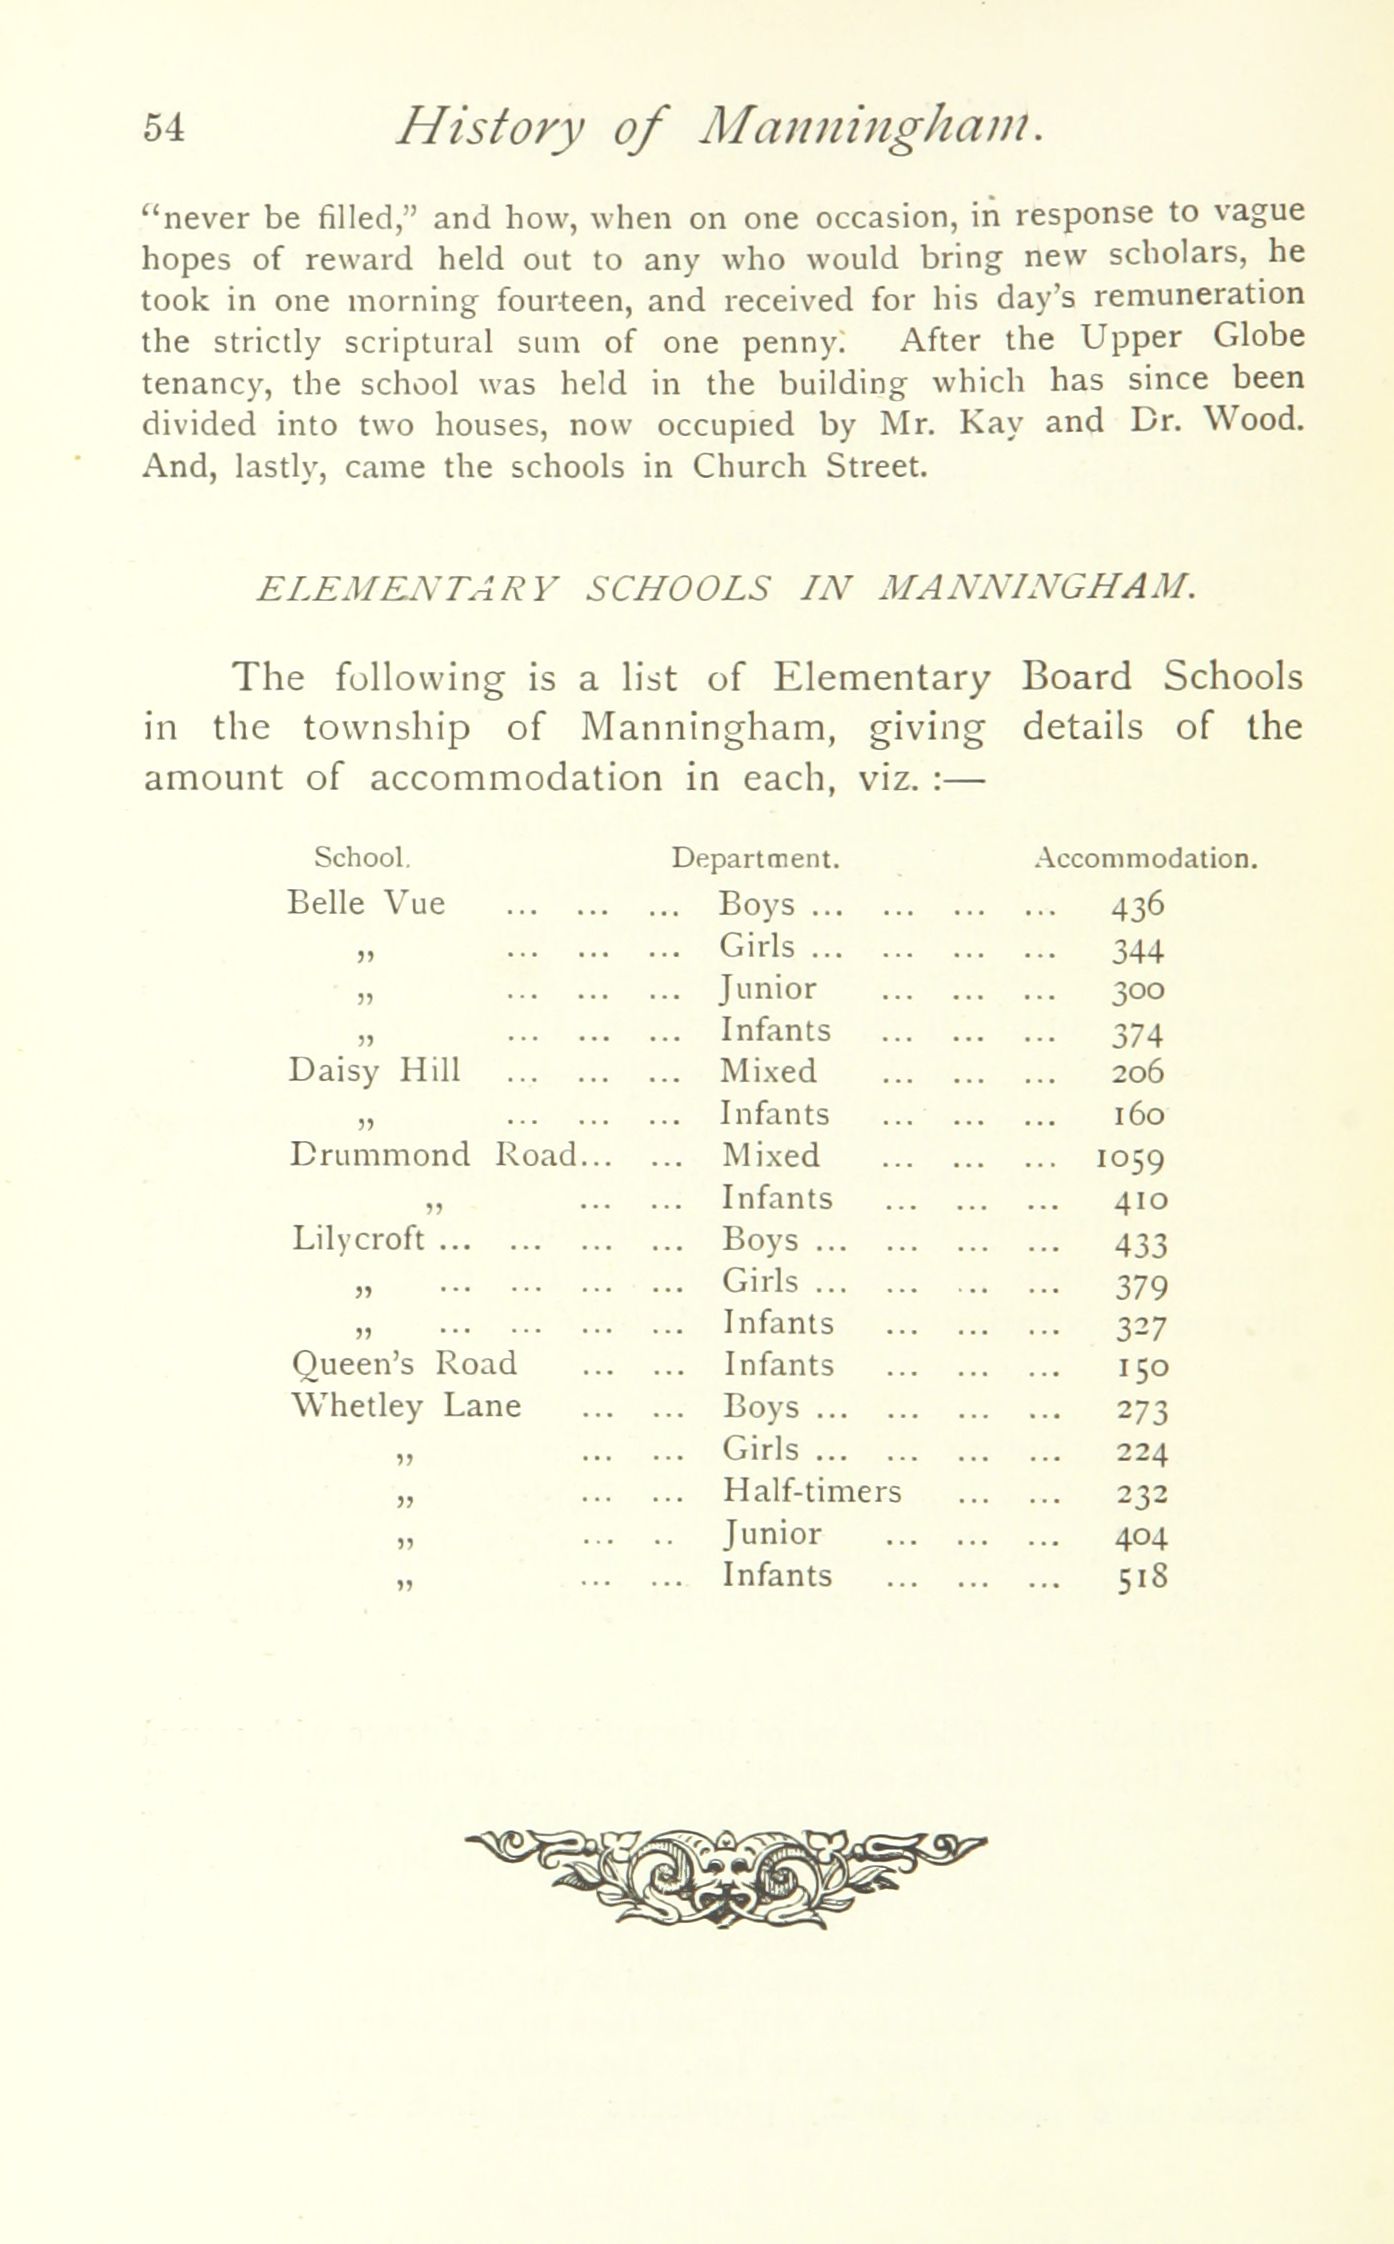 54 History of Manningham.
“never be filled,” and how, when on one occasion, in response to vague
hopes of reward held out to any who would bring new scholars, he
took in one morning fourteen, and received for his day’s remuneration
the strictly scriptural sum of one penny. After the Upper Globe
tenancy, the school was held in the building which has since been
divided into two houses, now occupied by Mr. Kay and Dr. Wood.
And, lastly, came the schools in Church Street.
ELEMENTARY SCHOOLS IN MANNINGHAM.
The following is a list of Elementary Board Schools
in the township of Manningham, giving details of the
amount of accommodation in each, viz. :—
School. Department. Accommodation.
Belle Vue ... ... ... Boys ... ... ... ... 436
„ ... ... ... Girls ... ... ... ... 344
„ ... ... ... Junior ... ... ... 300
„ ... ... ... Infants ... ... ... 374
Daisy Hill ... ... ... Mixed ... ... ... 206
„ ... ... ... Infants ... ... ... 160
Drummond Road... ... Mixed ... ... ... 1059
„ ... ... Infants ... ... ... 410
Lilycroft ... ... ... ... Boys ... ... ... ... 433
„ ... ... ... ... Girls ... ... ... ... 379
„ ... ... ... ... Infants ... ... ... 327
Queen’s Road ... ... Infants ... ... ... 150
Whetley Lane ... ... Boys ... ... ... ... 273
„ ... ... Girls ... ... ... ... 224
„ ... ... Half-timers ... ... 232
„ ... .. Junior ... ... ... 404
„ ... ... Infants ... ... ... 518